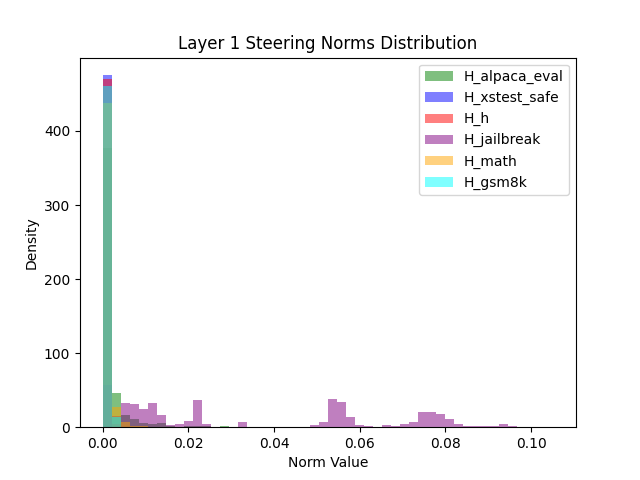 Layer 1 Steering Norms Distribution
H_alpaca_eval
H_xstest_safe
H_h
H_jailbreak
H_math
H_gsm8k
Density
400
300
200
100
0
0.00 0.02 0.04 0.06 0.08 0.10
Norm Value